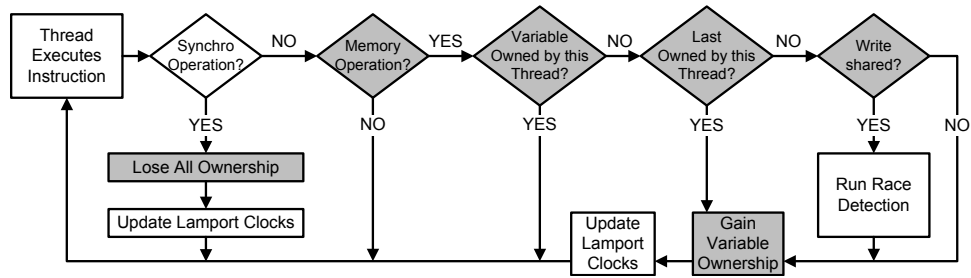 Thread
Executes
Instruction
Synchro
Operation?
NO
Memory
Operation?
YES
Variable
Owned by this
Thread?
NO
Last
Owned by this
Thread?
NO
Write
shared?
YES
NO
YES
YES
YES
NO
Lose All Ownership
Update Lamport Clocks
Update
Lamport
Clocks
Gain
Variable
Ownership
Run Race
Detection